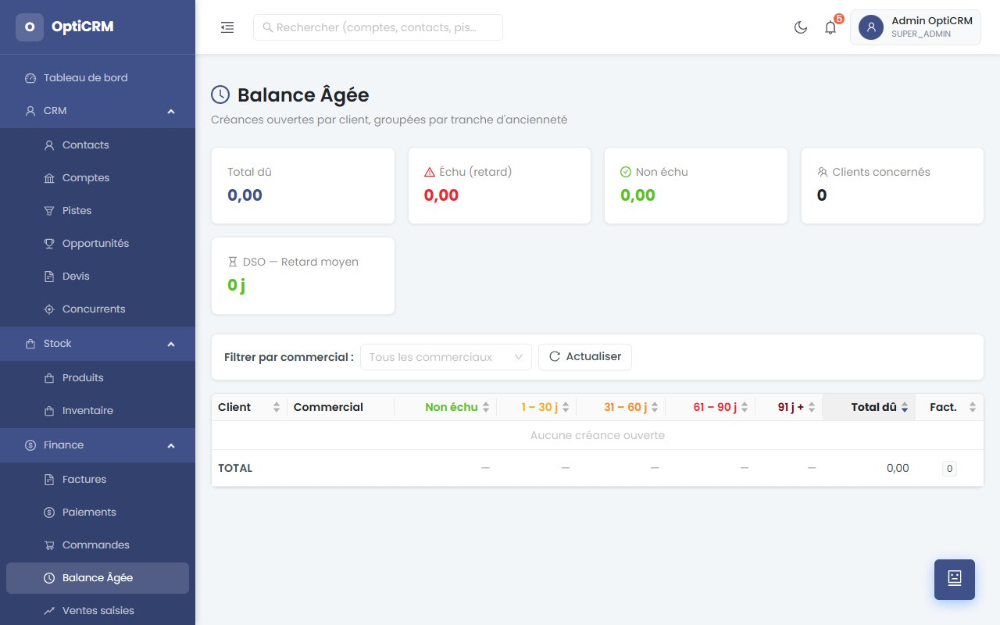 O OptiCRM
Rechercher (comptes, contacts, pis...
5
Admin OptiCRM
SUPER_ADMIN
Tableau de bord
CRM
Contacts
Comptes
Pistes
Opportunités
Devis
Concurrents
Stock
Produits
Inventaire
Finance
Factures
Paiements
Commandes
Balance Âgée
Ventes saisies
Balance Âgée
Créances ouvertes par client, groupées par tranche d'ancienneté
Total dû
0,00
Échu (retard)
0,00
Non échu
0,00
Clients concernés
0
DSO — Retard moyen
0 j
Filtrer par commercial : Tous les commerciaux Actualiser
Client Commercial Non échu 1 – 30 j 31 – 60 j 61 – 90 j 91 j + Total dû Fact.
Aucune créance ouverte
TOTAL — — — — — 0,00 0